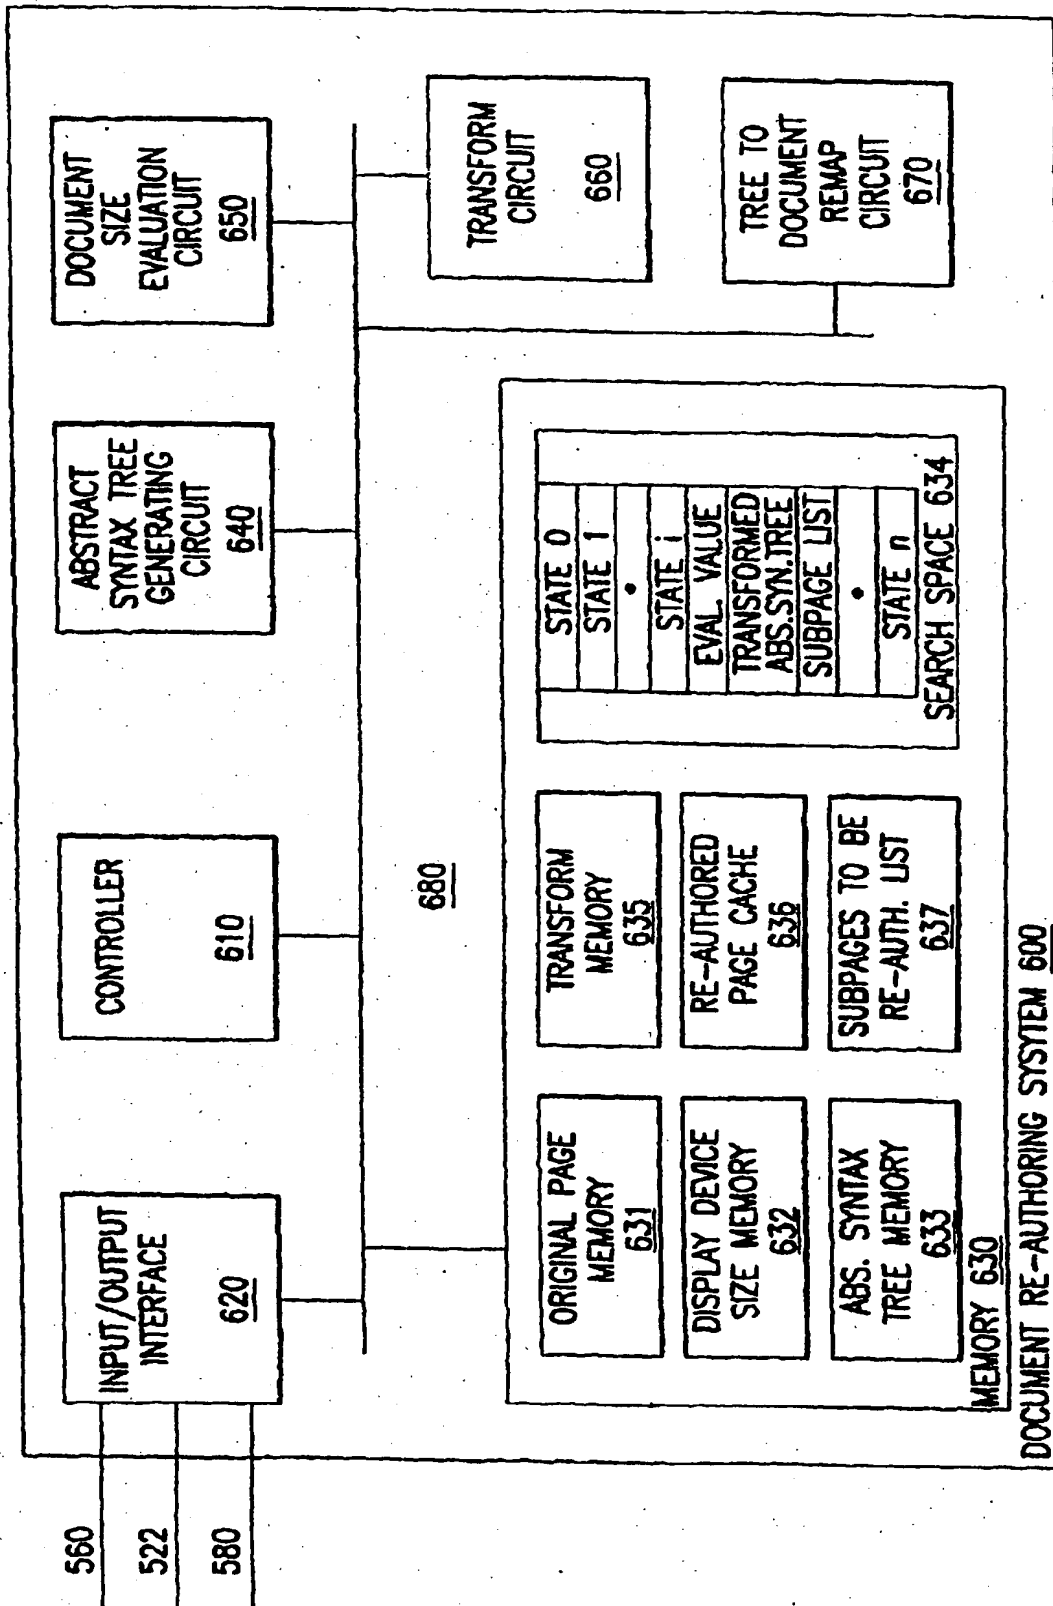 560
522
580
INPUT/OUTPUT
INTERFACE
620
CONTROLLER
610
ABSTRACT
SYNTAX TREE
GENERATING
CIRCUIT
640
DOCUMENT
SIZE
EVALUATION
CIRCUIT
650
680
TRANSFORM
CIRCUIT
660
TREE TO
DOCUMENT
REMAP
CIRCUIT
670
ORIGINAL PAGE
MEMORY
631
DISPLAY DEVICE
SIZE MEMORY
632
ABS. SYNTAX
TREE MEMORY
633
TRANSFORM
MEMORY
635
RE-AUTHORED
PAGE CACHE
636
SUBPAGES TO BE
RE-AUTH. LIST
637
STATE 0
STATE 1
•
STATE i
EVAL. VALUE
TRANSFORMED
ABS.SYN.TREE
SUBPAGE LIST
•
STATE n
SEARCH SPACE 634
MEMORY 630
DOCUMENT RE-AUTHORING SYSYTEM 600